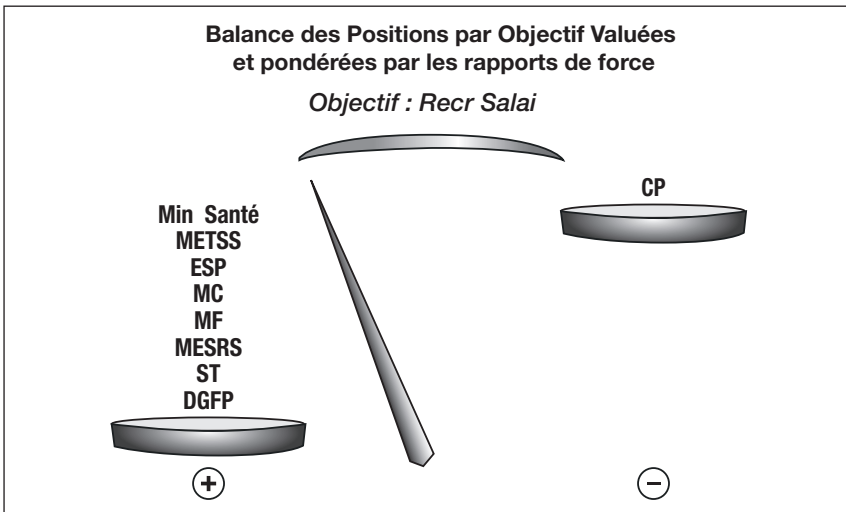 Balance des Positions par Objectif Valuées
et pondérées par les rapports de force
Objectif : Recr Salai
CP
Min Santé
METSS
ESP
MC
MF
MESRS
ST
DGFP
+
−